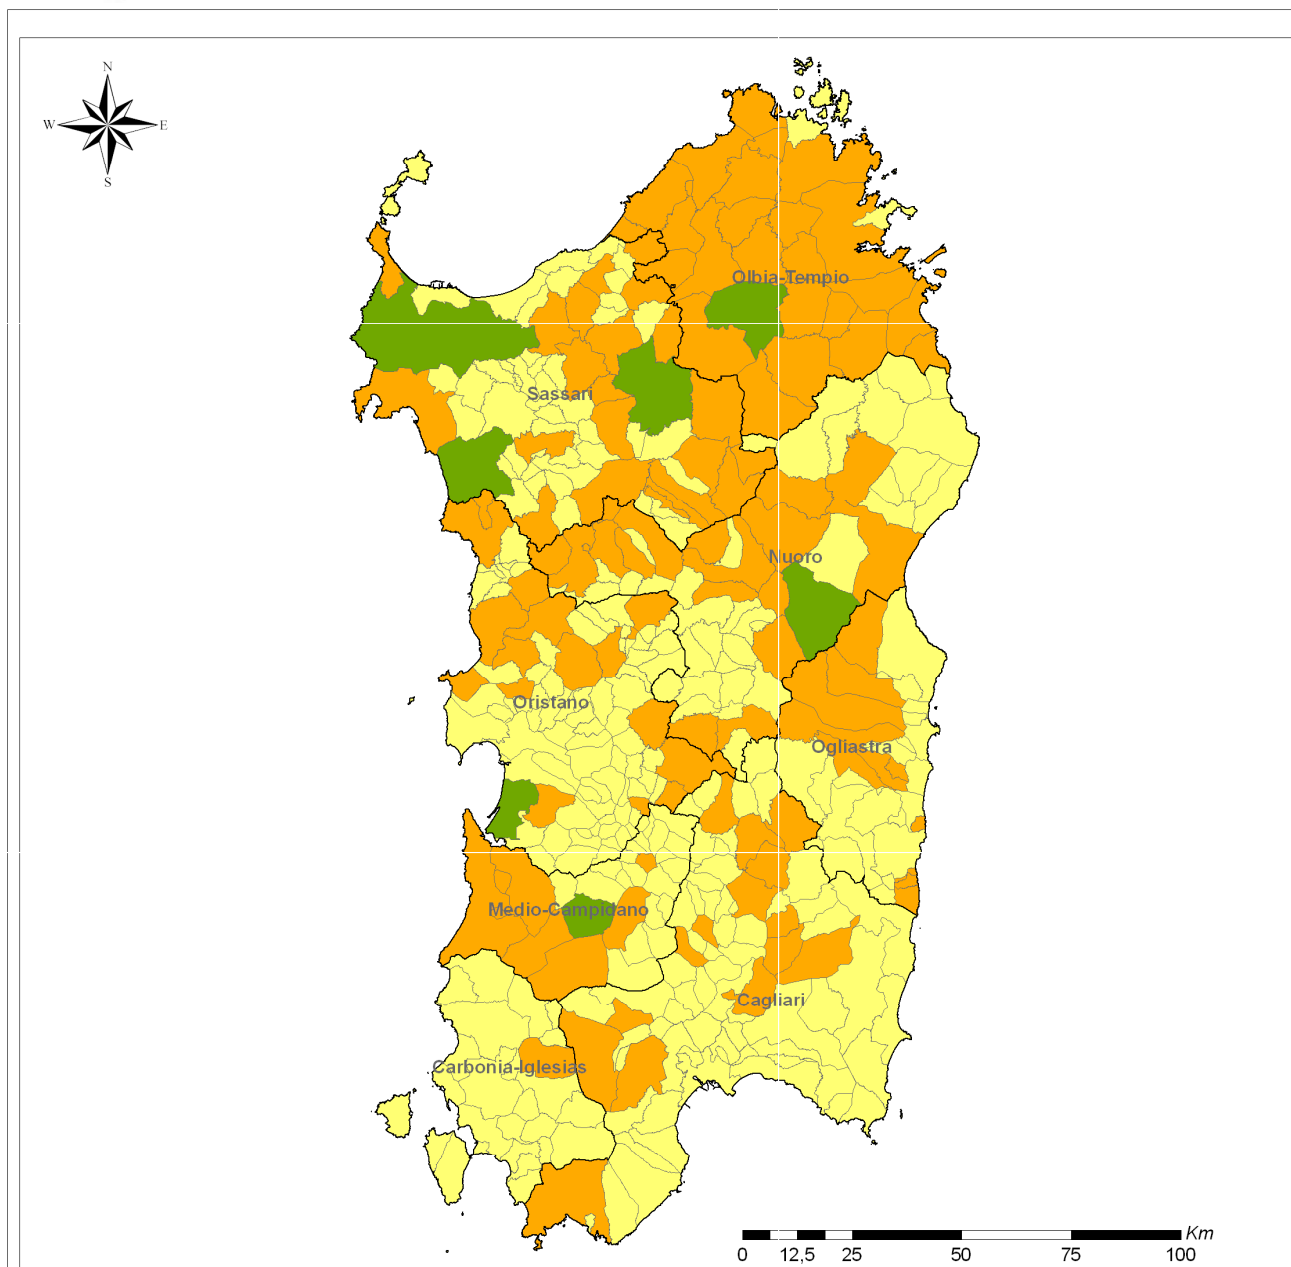 N
W E
S
Olbia-Tempio
Sassari
Nuoro
Oristano
Ogliastra
Medio-Campidano
Cagliari
Carbonia-Iglesias
Km
0 12,5 25 50 75 100